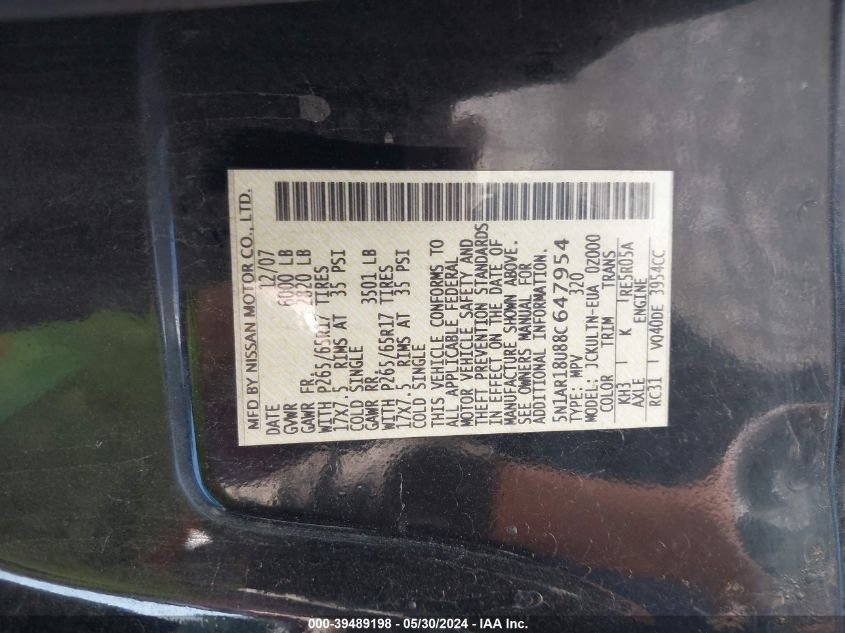 MFD BY NISSAN MOTOR CO., LTD.
DATE 12/07
GVWR 6000 LB
GAWR FR LB
WITH P265/65R17 TIRES
17X7.5 RIMS AT 35 PSI
COLD SINGLE
GAWR RR 3501 LB
WITH P265/65R17 TIRES
17X7.5 RIMS AT 35 PSI
COLD SINGLE
THIS VEHICLE CONFORMS TO
ALL APPLICABLE FEDERAL
MOTOR VEHICLE SAFETY AND
THEFT PREVENTION STANDARDS
IN EFFECT ON THE DATE OF
MANUFACTURE SHOWN ABOVE.
SEE OWNERS MANUAL FOR
ADDITIONAL INFORMATION.
5N1AR18U88C647954
TYPE: MPV 320
MODEL: JCKULTN-EUA 02000
COLOR TRIM TRANS
KH3 K RE5R05A
AXLE ENGINE
RC31 VQ40DE 3954CC
000-39489198 - 05/30/2024 - IAA Inc.